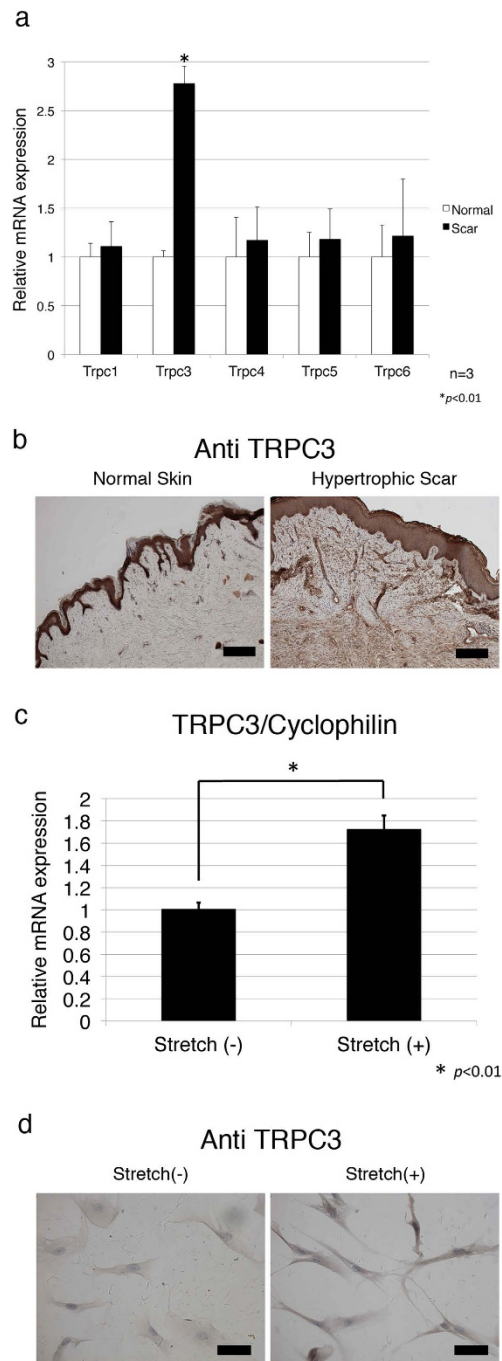 a
3
2.5
2
1.5
1
0.5
0
Relative mRNA expression
*
Normal
Scar
Trpc1 Trpc3 Trpc4 Trpc5 Trpc6
n=3
*p<0.01
b
Anti TRPC3
Normal Skin Hypertrophic Scar
c
TRPC3/Cyclophilin
*
2
1.8
1.6
1.4
1.2
1
0.8
0.6
0.4
0.2
0
Relative mRNA expression
Stretch (-) Stretch (+)
* p<0.01
d
Anti TRPC3
Stretch(-) Stretch(+)